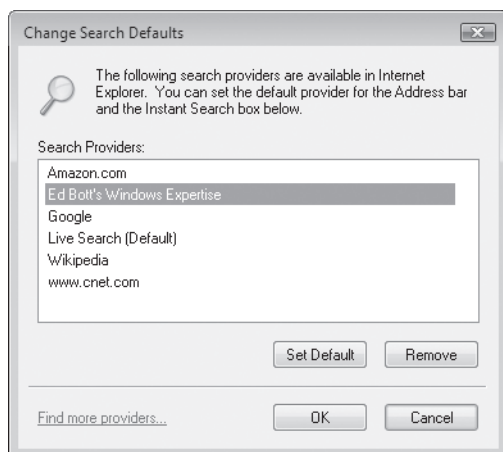 Change Search Defaults
The following search providers are available in Internet
Explorer. You can set the default provider for the Address bar
and the Instant Search box below.
Search Providers:
Amazon.com
Ed Bott's Windows Expertise
Google
Live Search (Default)
Wikipedia
www.cnet.com
Set Default
Remove
Find more providers...
OK
Cancel